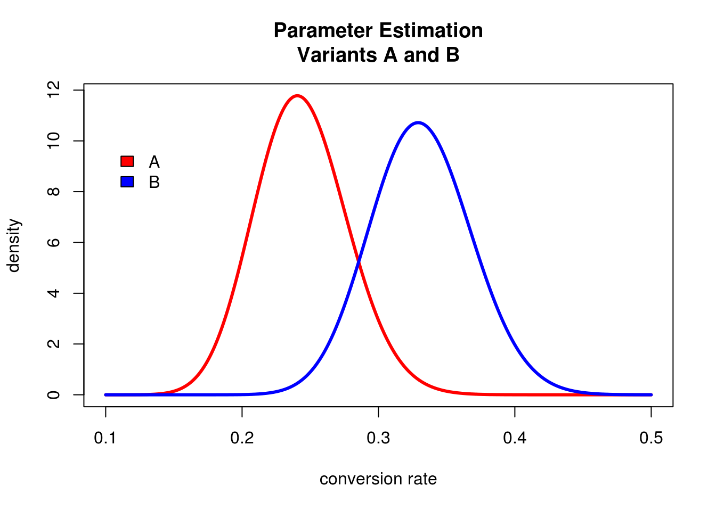 Parameter Estimation
Variants A and B
density
12
10
8
6
4
2
0
A
B
0.1 0.2 0.3 0.4 0.5
conversion rate